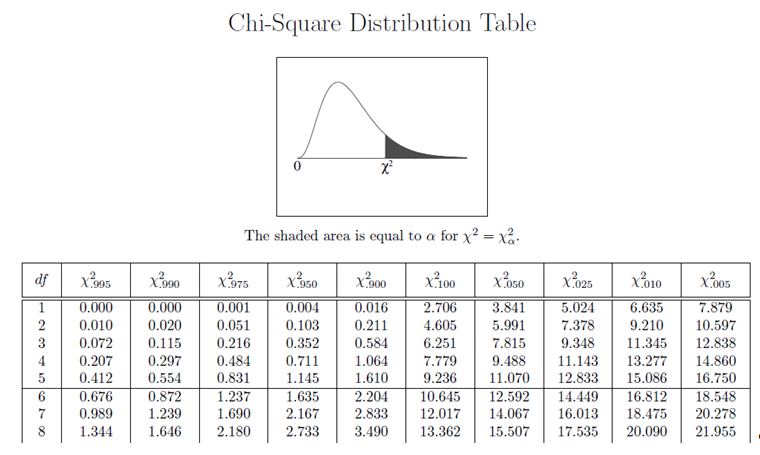 Chi-Square Distribution Table
0 χ²
The shaded area is equal to α for χ² = χ²α.
df χ².995 χ².990 χ².975 χ².950 χ².900 χ².100 χ².050 χ².025 χ².010 χ².005
1 0.000 0.000 0.001 0.004 0.016 2.706 3.841 5.024 6.635 7.879
2 0.010 0.020 0.051 0.103 0.211 4.605 5.991 7.378 9.210 10.597
3 0.072 0.115 0.216 0.352 0.584 6.251 7.815 9.348 11.345 12.838
4 0.207 0.297 0.484 0.711 1.064 7.779 9.488 11.143 13.277 14.860
5 0.412 0.554 0.831 1.145 1.610 9.236 11.070 12.833 15.086 16.750
6 0.676 0.872 1.237 1.635 2.204 10.645 12.592 14.449 16.812 18.548
7 0.989 1.239 1.690 2.167 2.833 12.017 14.067 16.013 18.475 20.278
8 1.344 1.646 2.180 2.733 3.490 13.362 15.507 17.535 20.090 21.955